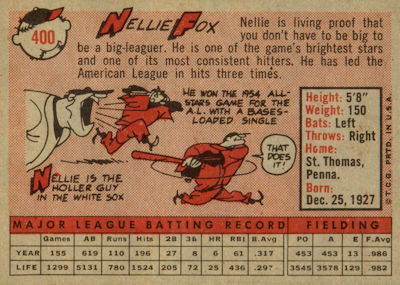 400
NELLIE FOX
Nellie is living proof that
you don't have to be big to
be a big-leaguer. He is one of the game's brightest stars
and one of its most consistent hitters. He has led the
American League in hits three times.
HE WON THE 1954 ALL-
STARS GAME FOR THE
A.L. WITH A BASES-
LOADED SINGLE
NELLIE IS THE
HOLLER GUY
IN THE WHITE SOX
THAT
DOES IT!
Height: 5'8"
Weight: 150
Bats: Left
Throws: Right
Home:
St. Thomas,
Penna.
Born:
Dec. 25, 1927
© T.C.G. PRTD. IN U.S.A.
MAJOR LEAGUE BATTING RECORD FIELDING
Games AB Runs Hits 2B 3B HR RBI B.Avg PO A E F.Avg
YEAR 155 619 110 196 27 8 6 61 .317 453 453 13 .986
LIFE 1299 5131 780 1524 205 72 25 436 .297 3545 3578 129 .982